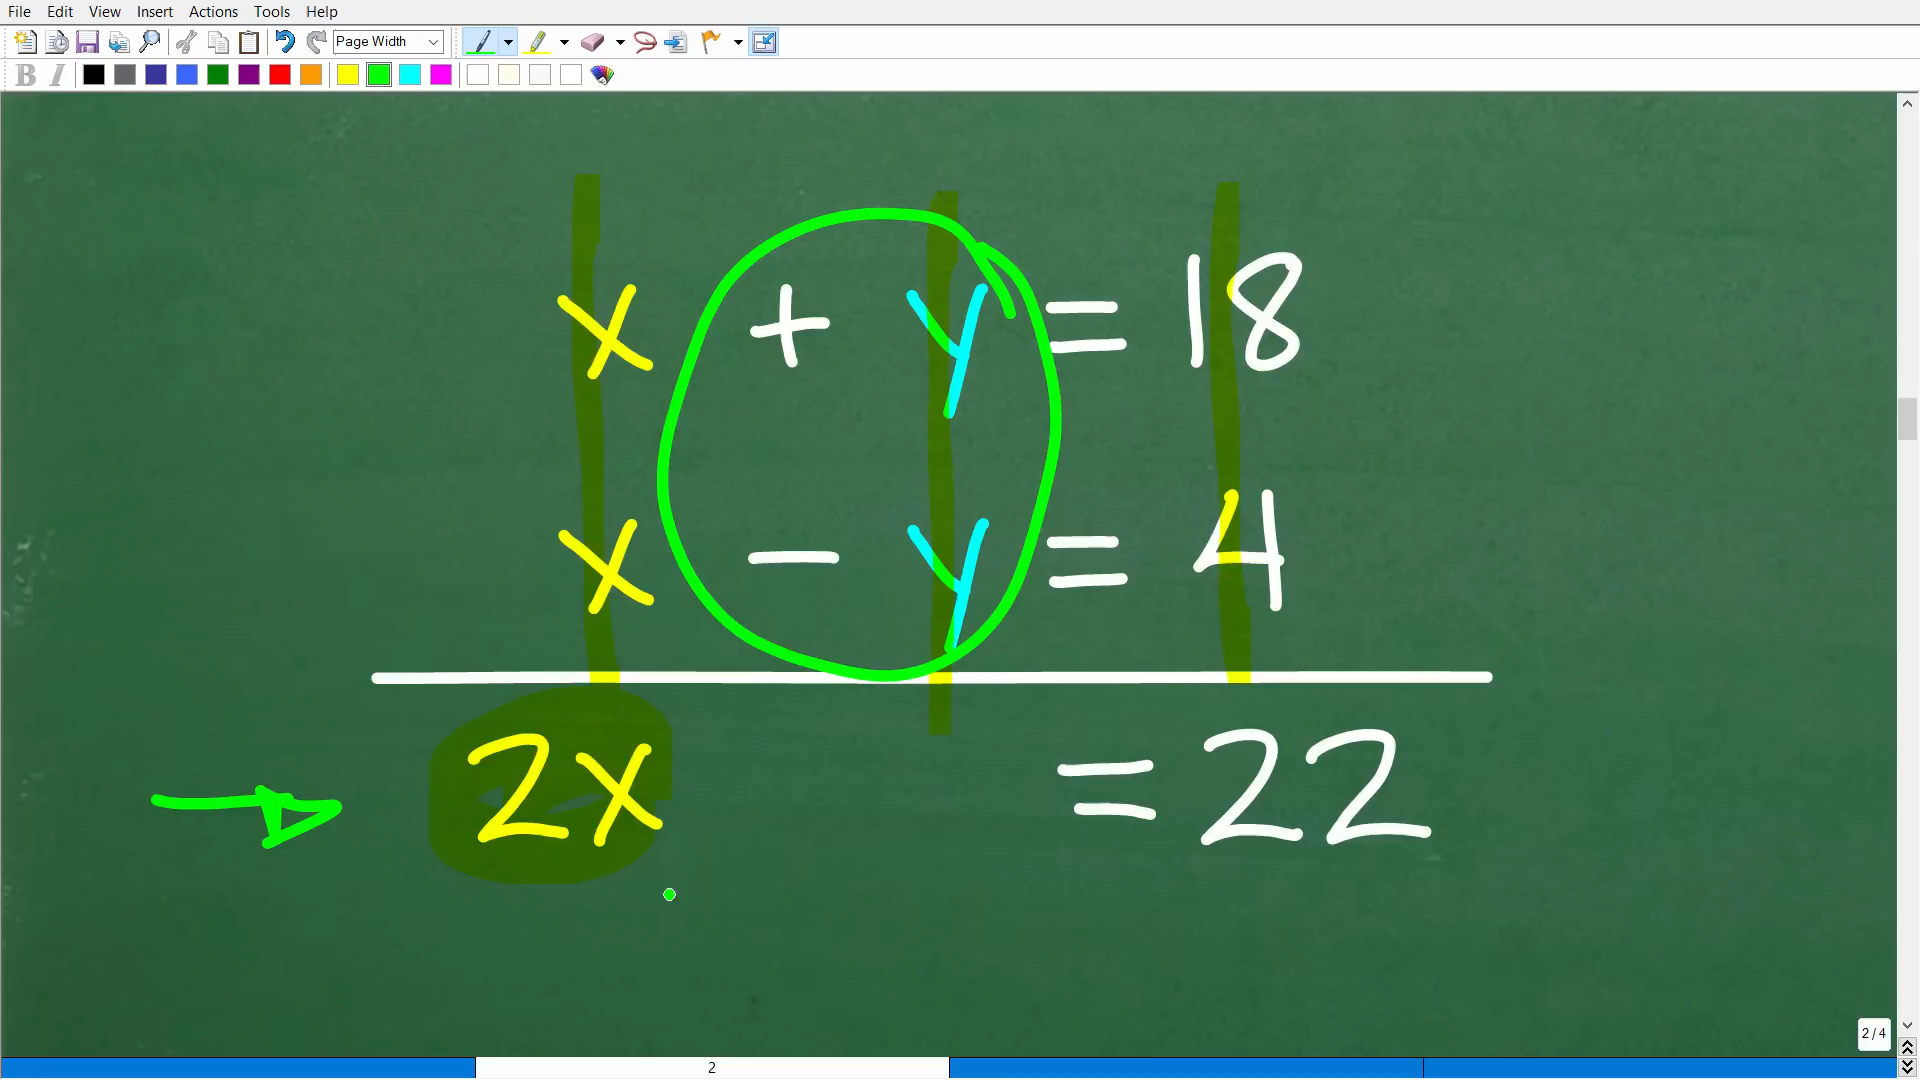 File Edit View Insert Actions Tools Help
Page Width
B I
x + y = 18
x - y = 4
2x = 22
2 / 4
2